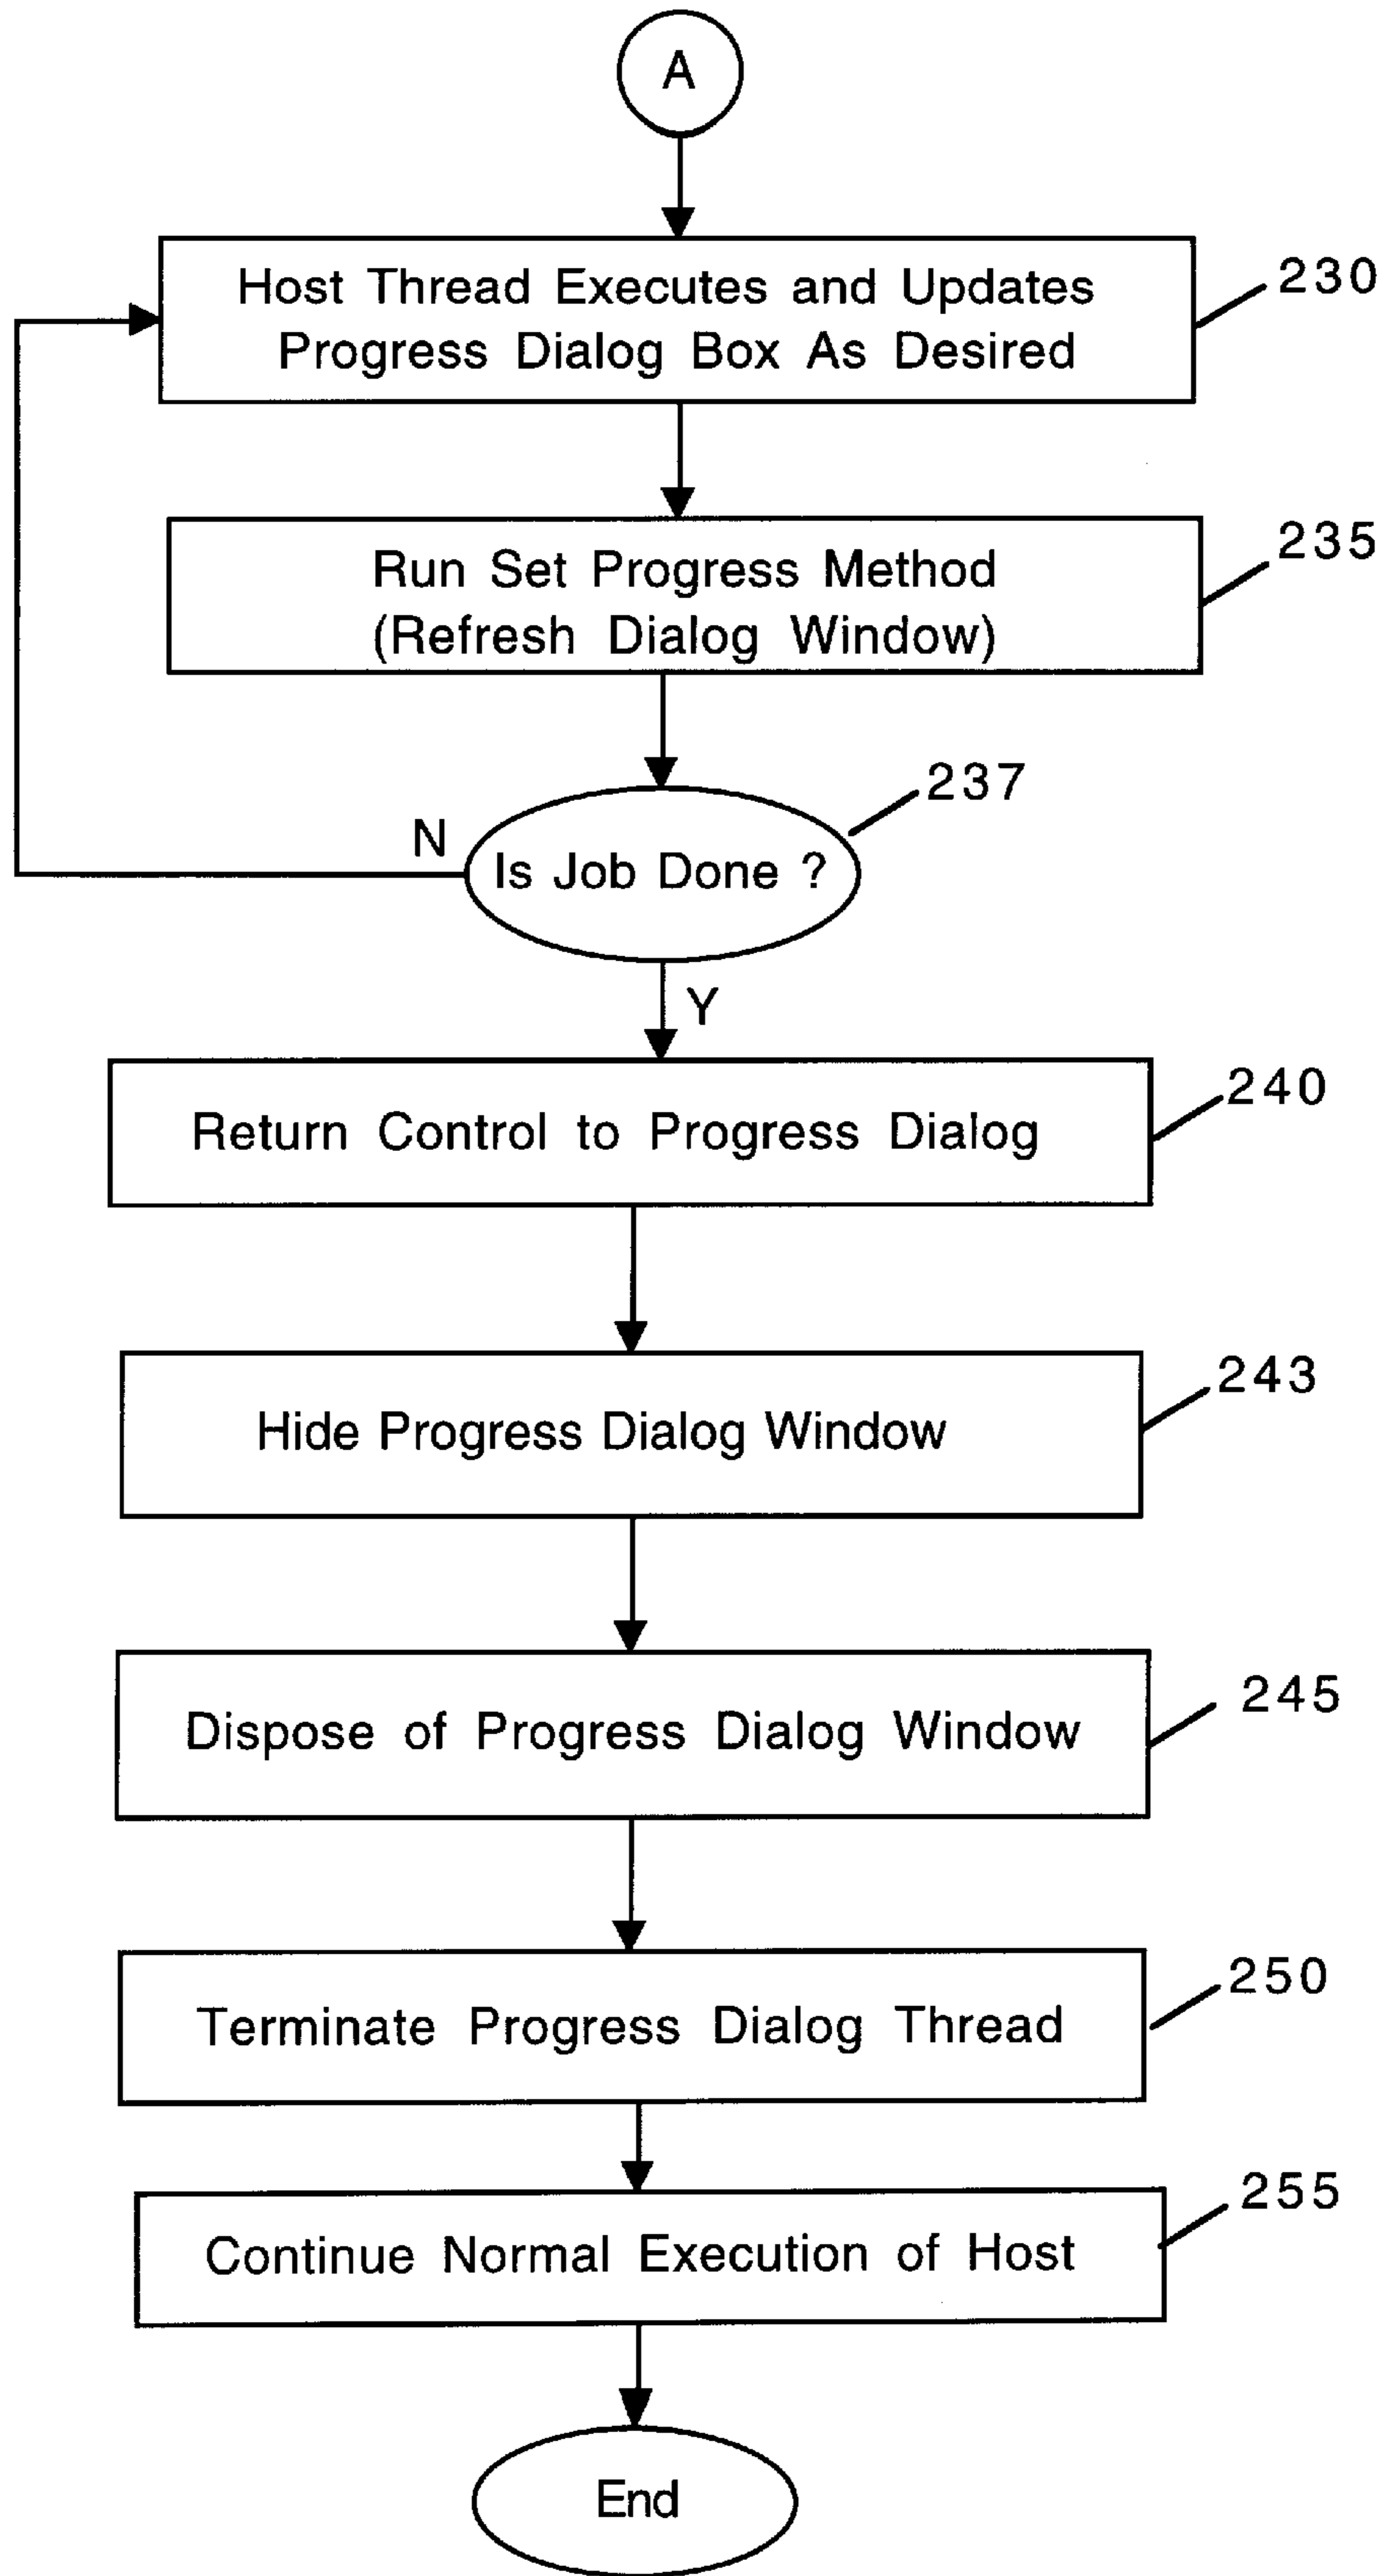 A
Host Thread Executes and Updates
Progress Dialog Box As Desired
230
Run Set Progress Method
(Refresh Dialog Window)
235
237
N
Is Job Done ?
Y
Return Control to Progress Dialog
240
Hide Progress Dialog Window
243
Dispose of Progress Dialog Window
245
Terminate Progress Dialog Thread
250
Continue Normal Execution of Host
255
End